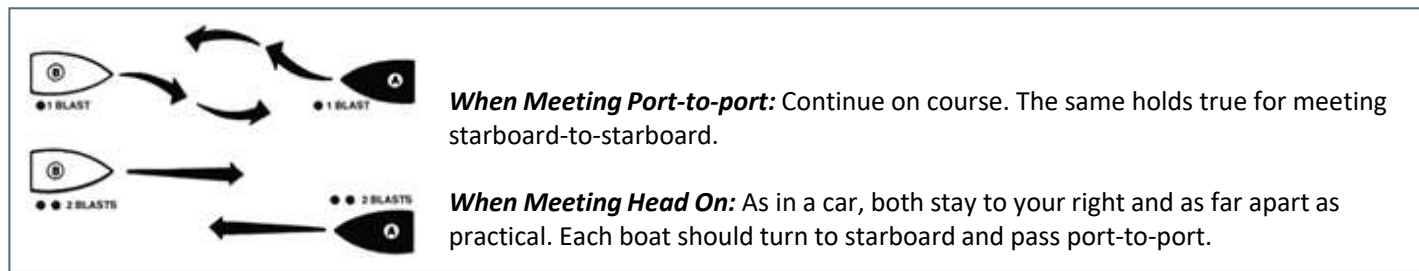 B
A
● 1 BLAST
● 1 BLAST
B
● ● 2 BLASTS
● ● 2 BLASTS
A
When Meeting Port-to-port: Continue on course. The same holds true for meeting
starboard-to-starboard.
When Meeting Head On: As in a car, both stay to your right and as far apart as
practical. Each boat should turn to starboard and pass port-to-port.